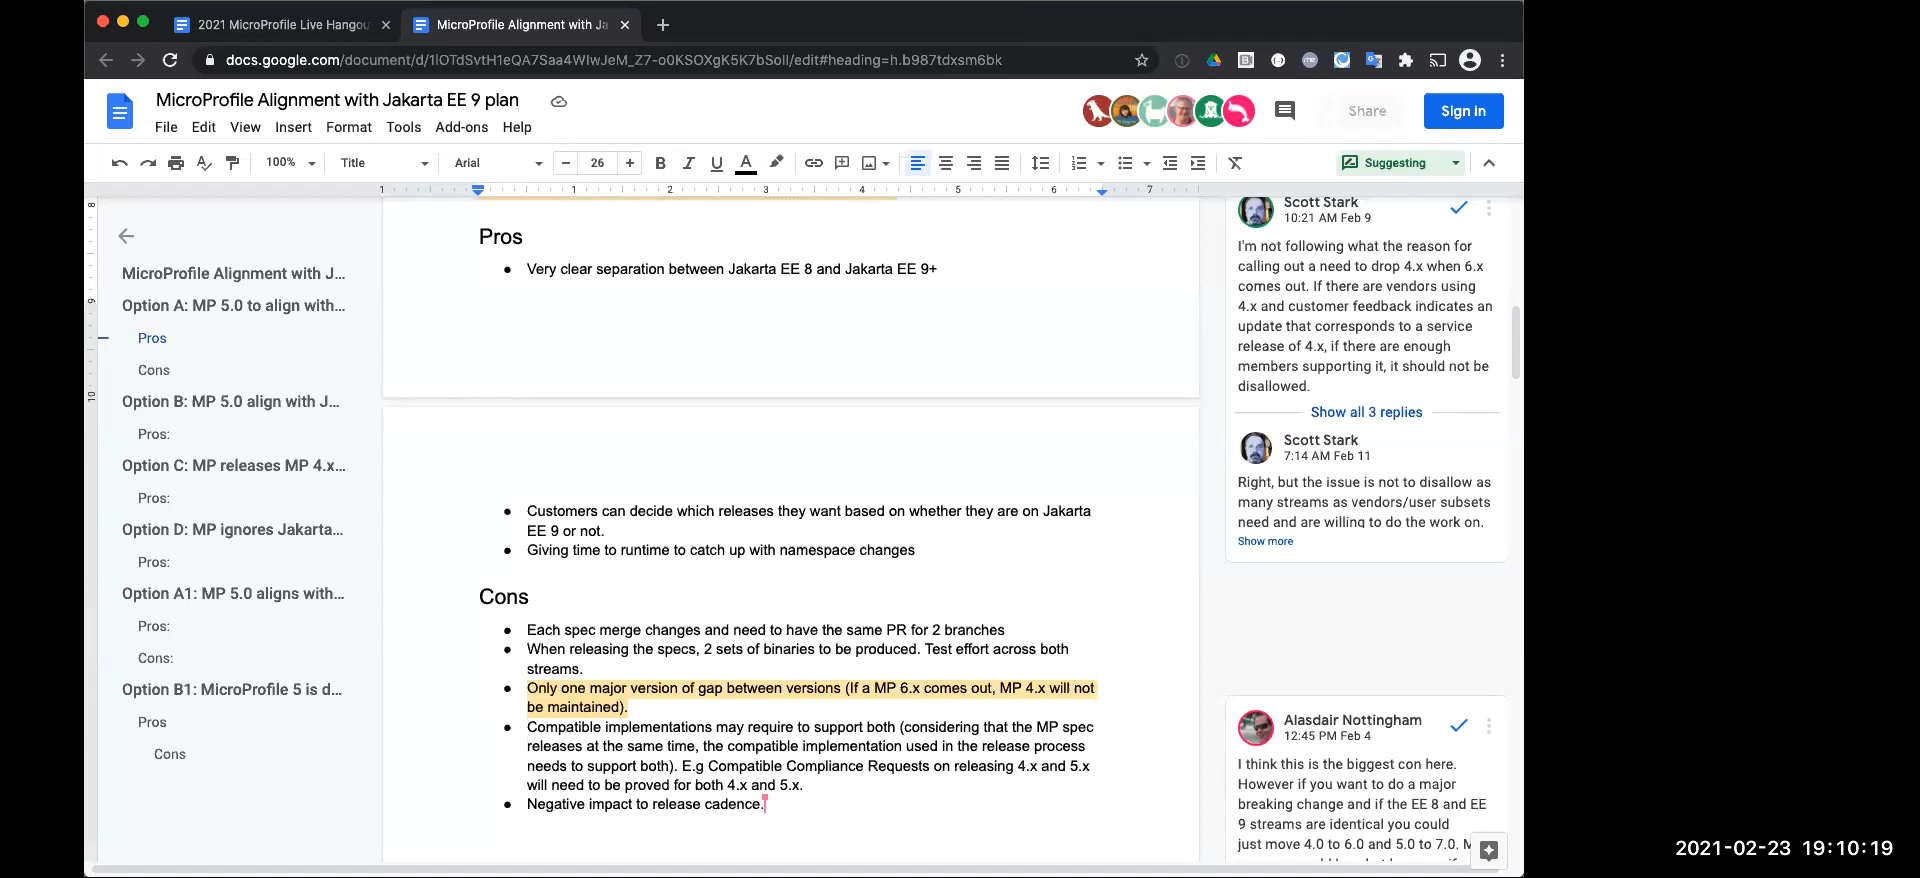 2021 MicroProfile Live Hangou
MicroProfile Alignment with Ja
docs.google.com/document/d/1lOTdSvtH1eQA7Saa4WIwJeM_Z7-o0KSOXgK5K7bSoll/edit#heading=h.b987tdxsm6bk
MicroProfile Alignment with Jakarta EE 9 plan
File Edit View Insert Format Tools Add-ons Help
Share
Sign in
100% Title Arial 26 Suggesting
1 1 2 3 4 5 6 7
8
9
10
MicroProfile Alignment with J...
Option A: MP 5.0 to align with...
Pros
Cons
Option B: MP 5.0 align with J...
Pros:
Option C: MP releases MP 4.x...
Pros:
Option D: MP ignores Jakarta...
Pros:
Option A1: MP 5.0 aligns with...
Pros:
Cons:
Option B1: MicroProfile 5 is d...
Pros
Cons
Pros
● Very clear separation between Jakarta EE 8 and Jakarta EE 9+
● Customers can decide which releases they want based on whether they are on Jakarta
EE 9 or not.
● Giving time to runtime to catch up with namespace changes
Cons
● Each spec merge changes and need to have the same PR for 2 branches
● When releasing the specs, 2 sets of binaries to be produced. Test effort across both
streams.
● Only one major version of gap between versions (If a MP 6.x comes out, MP 4.x will not
be maintained).
● Compatible implementations may require to support both (considering that the MP spec
releases at the same time, the compatible implementation used in the release process
needs to support both). E.g Compatible Compliance Requests on releasing 4.x and 5.x
will need to be proved for both 4.x and 5.x.
● Negative impact to release cadence.
Scott Stark
10:21 AM Feb 9
I'm not following what the reason for
calling out a need to drop 4.x when 6.x
comes out. If there are vendors using
4.x and customer feedback indicates an
update that corresponds to a service
release of 4.x, if there are enough
members supporting it, it should not be
disallowed.
Show all 3 replies
Scott Stark
7:14 AM Feb 11
Right, but the issue is not to disallow as
many streams as vendors/user subsets
need and are willing to do the work on.
Show more
Alasdair Nottingham
12:45 PM Feb 4
I think this is the biggest con here.
However if you want to do a major
breaking change and if the EE 8 and EE
9 streams are identical you could
just move 4.0 to 6.0 and 5.0 to 7.0.
2021-02-23 19:10:19